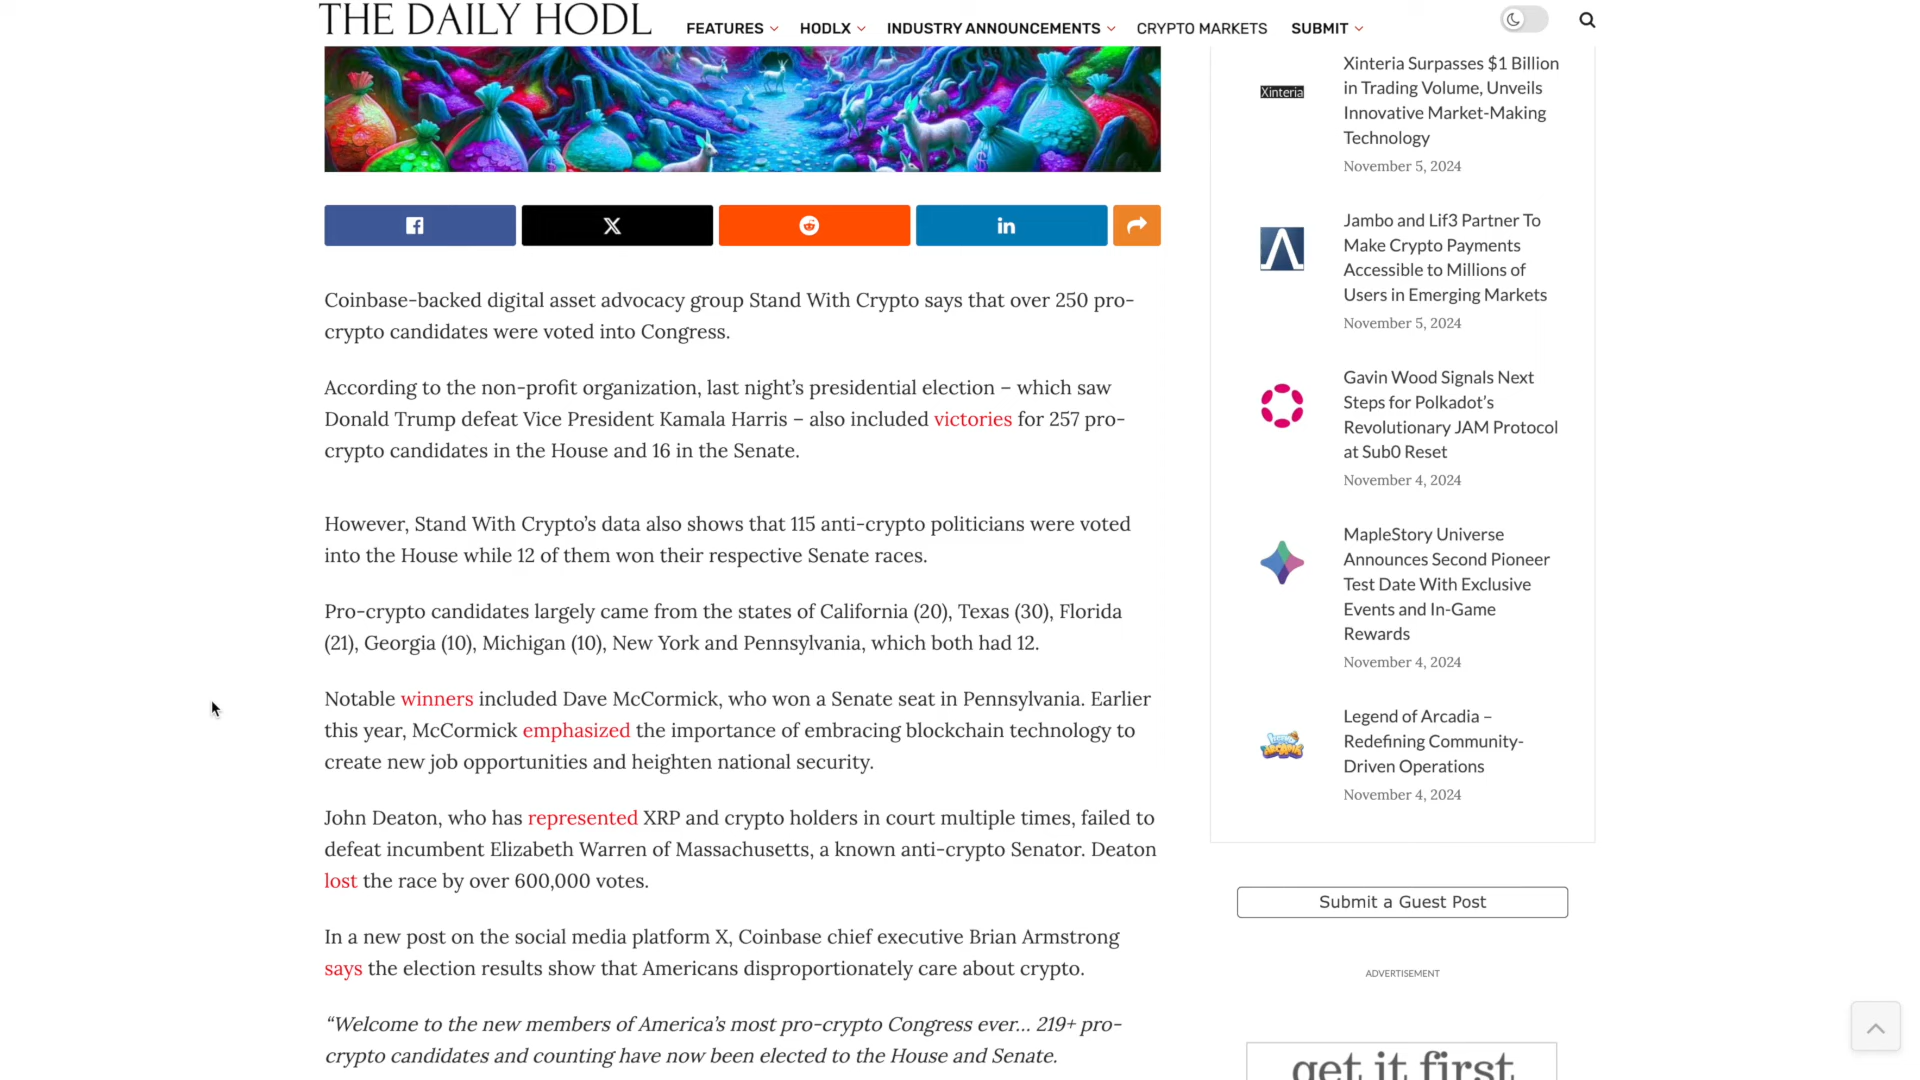 THE DAILY HODL
FEATURES
HODLX
INDUSTRY ANNOUNCEMENTS
CRYPTO MARKETS
SUBMIT
Coinbase-backed digital asset advocacy group Stand With Crypto says that over 250 pro-
crypto candidates were voted into Congress.
According to the non-profit organization, last night’s presidential election – which saw
Donald Trump defeat Vice President Kamala Harris – also included victories for 257 pro-
crypto candidates in the House and 16 in the Senate.
However, Stand With Crypto’s data also shows that 115 anti-crypto politicians were voted
into the House while 12 of them won their respective Senate races.
Pro-crypto candidates largely came from the states of California (20), Texas (30), Florida
(21), Georgia (10), Michigan (10), New York and Pennsylvania, which both had 12.
Notable winners included Dave McCormick, who won a Senate seat in Pennsylvania. Earlier
this year, McCormick emphasized the importance of embracing blockchain technology to
create new job opportunities and heighten national security.
John Deaton, who has represented XRP and crypto holders in court multiple times, failed to
defeat incumbent Elizabeth Warren of Massachusetts, a known anti-crypto Senator. Deaton
lost the race by over 600,000 votes.
In a new post on the social media platform X, Coinbase chief executive Brian Armstrong
says the election results show that Americans disproportionately care about crypto.
“Welcome to the new members of America’s most pro-crypto Congress ever… 219+ pro-
crypto candidates and counting have now been elected to the House and Senate.
Xinteria
Xinteria Surpasses $1 Billion
in Trading Volume, Unveils
Innovative Market-Making
Technology
November 5, 2024
Jambo and Lif3 Partner To
Make Crypto Payments
Accessible to Millions of
Users in Emerging Markets
November 5, 2024
Gavin Wood Signals Next
Steps for Polkadot’s
Revolutionary JAM Protocol
at Sub0 Reset
November 4, 2024
MapleStory Universe
Announces Second Pioneer
Test Date With Exclusive
Events and In-Game
Rewards
November 4, 2024
Legend of Arcadia –
Redefining Community-
Driven Operations
November 4, 2024
Submit a Guest Post
ADVERTISEMENT
get it first